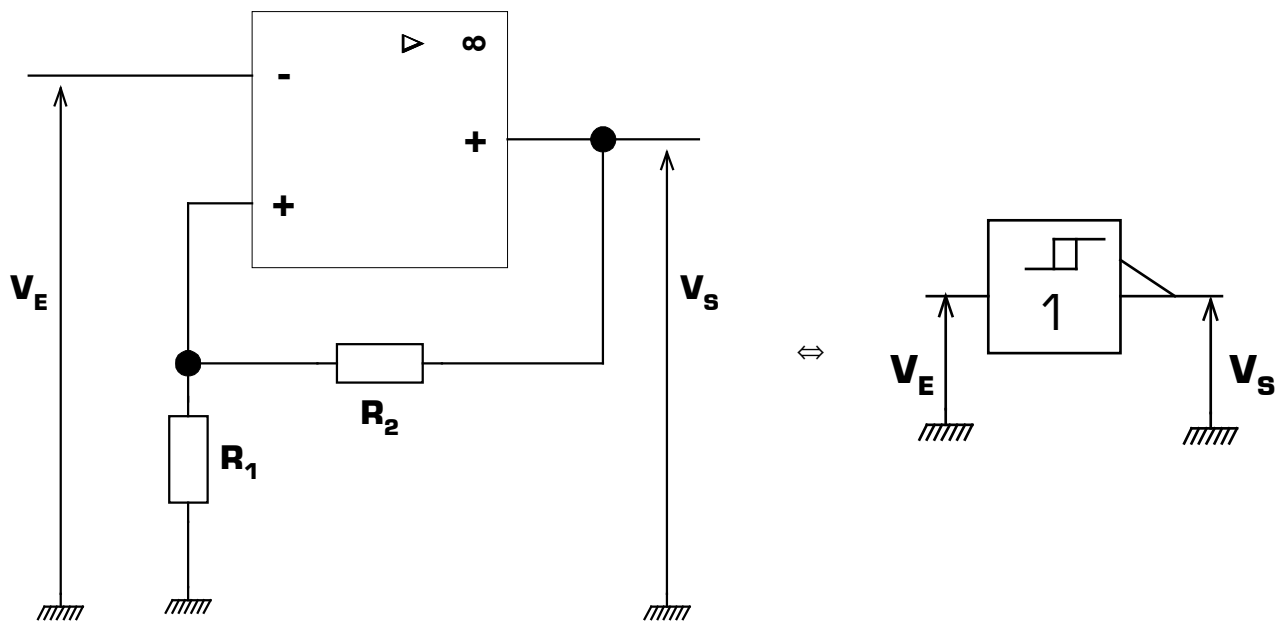 ▷ ∞
-
+
+
V_E
V_S
R_2
R_1
⇔
1
V_E
V_S